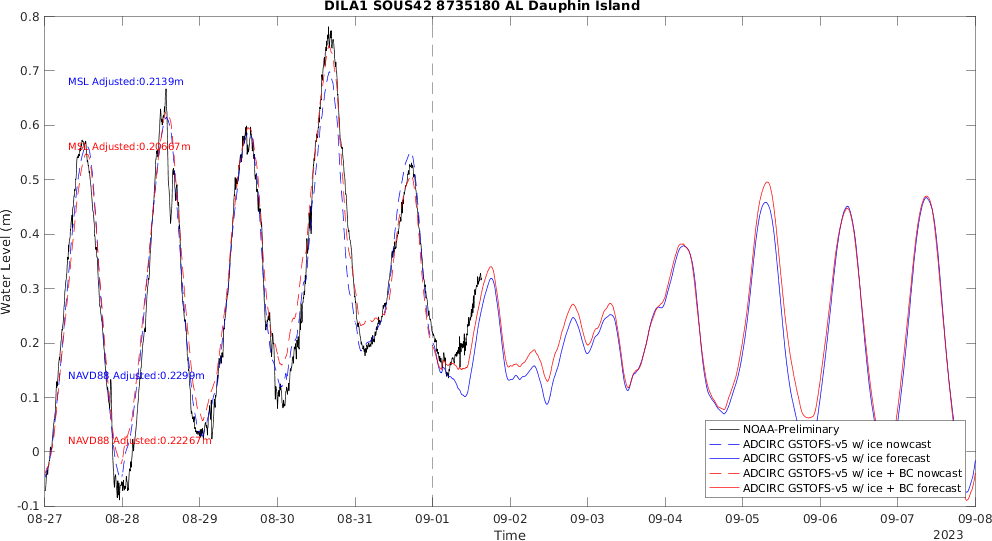 DILA1 SOUS42 8735180 AL Dauphin Island
Water Level (m)
0.8
0.7
0.6
0.5
0.4
0.3
0.2
0.1
0
-0.1
MSL Adjusted:0.2139m
MSL Adjusted:0.20667m
NAVD88 Adjusted:0.2299m
NAVD88 Adjusted:0.22267m
NOAA-Preliminary
ADCIRC GSTOFS-v5 w/ ice nowcast
ADCIRC GSTOFS-v5 w/ ice forecast
ADCIRC GSTOFS-v5 w/ ice + BC nowcast
ADCIRC GSTOFS-v5 w/ ice + BC forecast
08-27 08-28 08-29 08-30 08-31 09-01 09-02 09-03 09-04 09-05 09-06 09-07 09-08
Time
2023